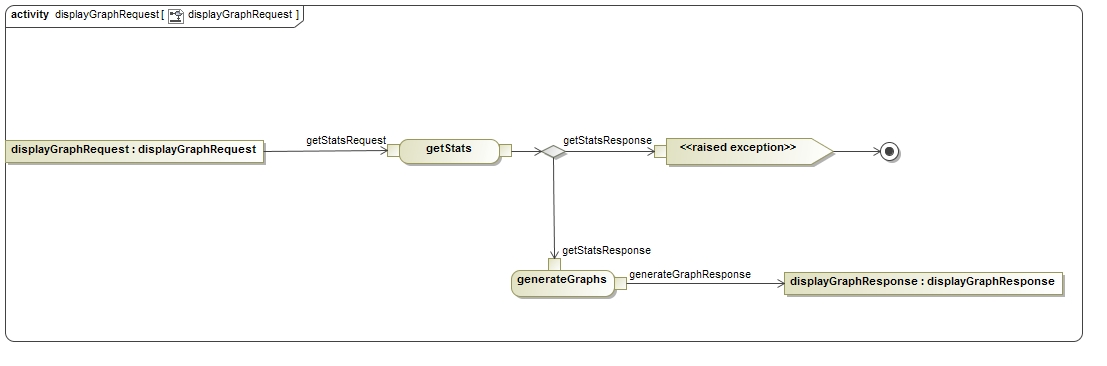 activity displayGraphRequest [ displayGraphRequest ]
getStatsRequest
getStatsResponse
displayGraphRequest : displayGraphRequest
getStats
<<raised exception>>
getStatsResponse
generateGraphs
generateGraphResponse
displayGraphResponse : displayGraphResponse